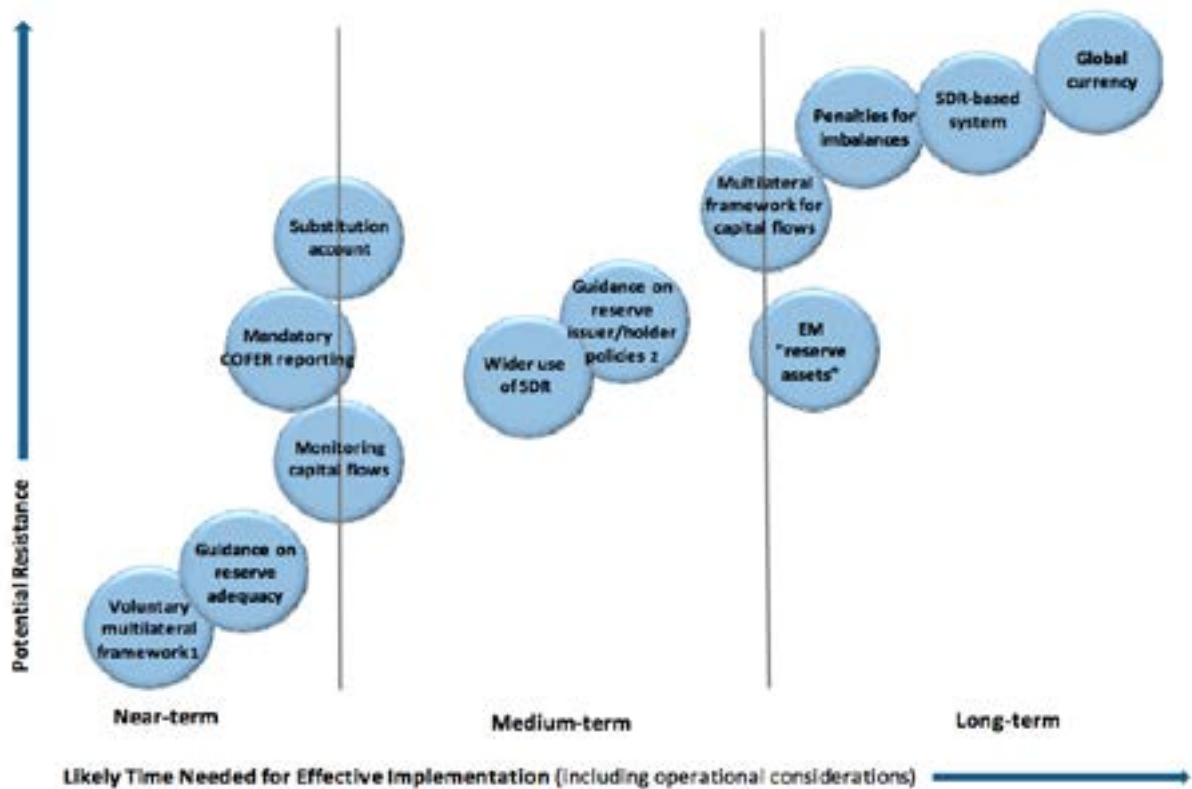 Global
currency
SDR-based
system
Penalties for
imbalances
Multilateral
framework for
capital flows
Substitution
account
Guidance on
reserve
issuer/holder
policies 2
Mandatory
COFER reporting
EM
"reserve
assets"
Wider use
of SDR
Monitoring
capital flows
Guidance on
reserve
adequacy
Voluntary
multilateral
framework1
Potential Resistance
Near-term
Medium-term
Long-term
Likely Time Needed for Effective Implementation (including operational considerations)